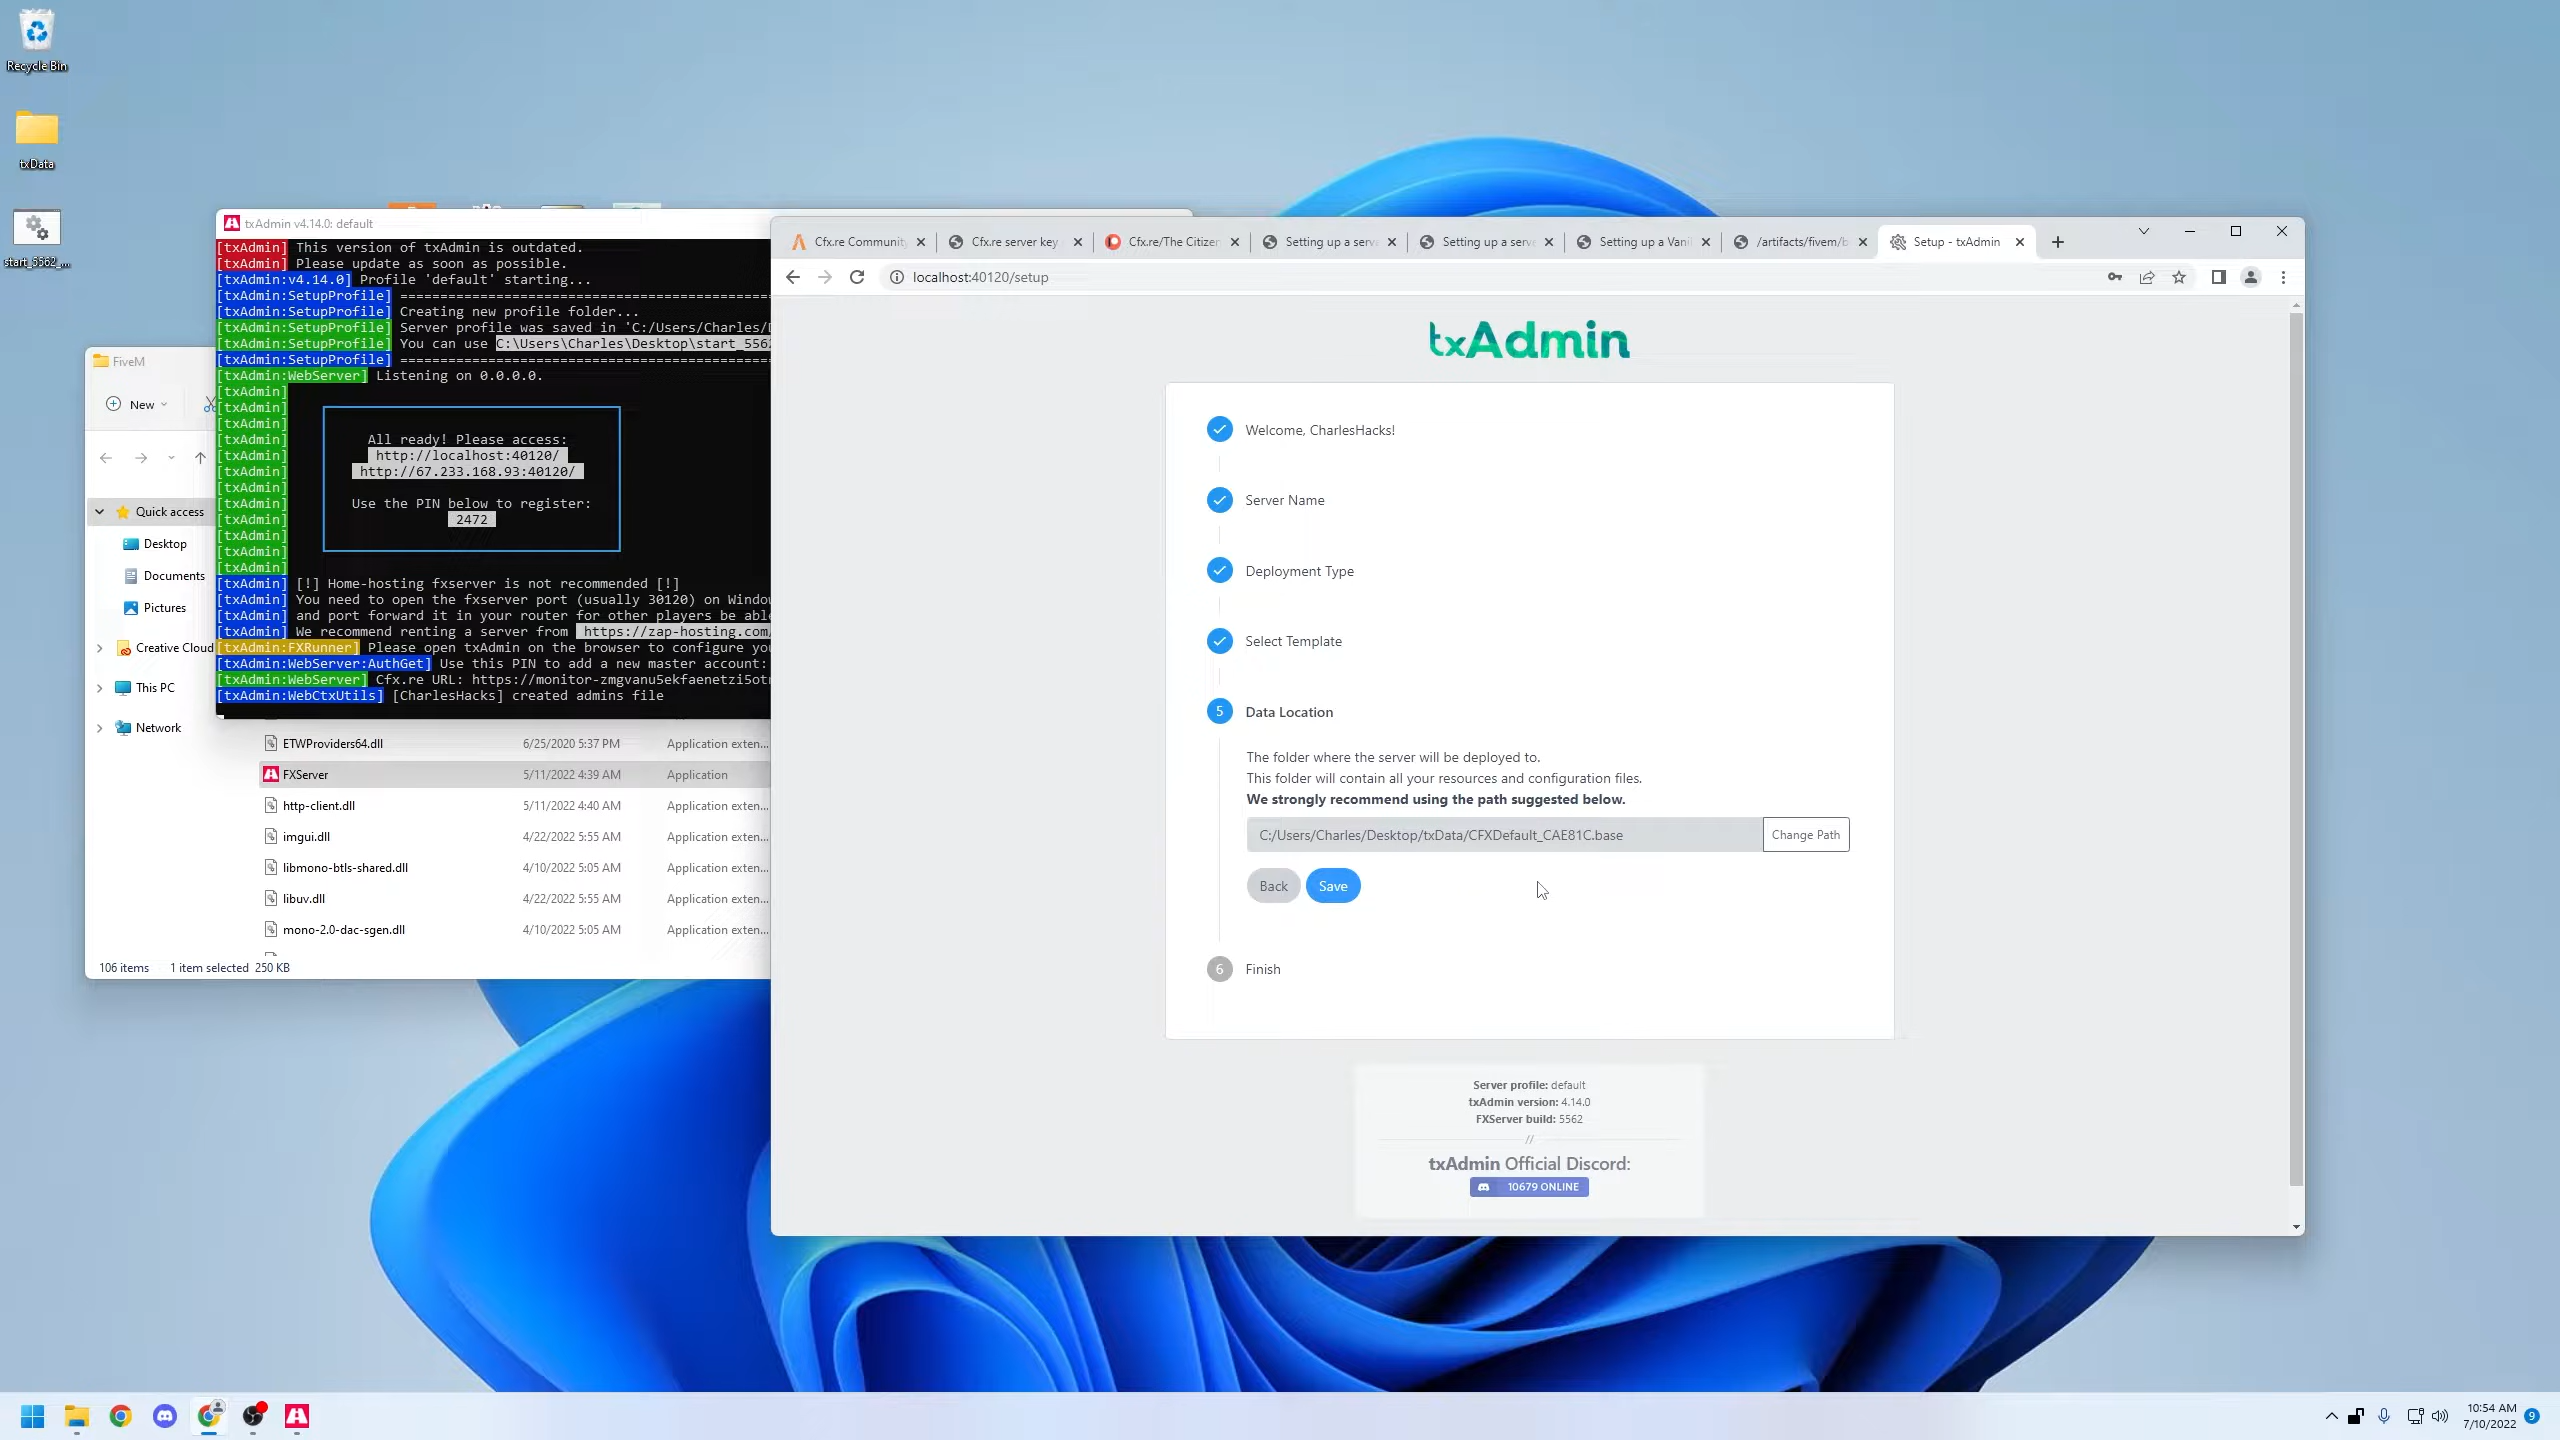 Recycle Bin
txData
start_5562_...
txAdmin v4.14.0: default
[txAdmin] This version of txAdmin is outdated.
[txAdmin] Please update as soon as possible.
[txAdmin:v4.14.0] Profile 'default' starting...
[txAdmin:SetupProfile] ===============================================
[txAdmin:SetupProfile] Creating new profile folder...
[txAdmin:SetupProfile] Server profile was saved in 'C:/Users/Charles/D
[txAdmin:SetupProfile] You can use C:\Users\Charles\Desktop\start_5562
[txAdmin:SetupProfile] ===============================================
[txAdmin:WebServer] Listening on 0.0.0.0.
[txAdmin]
[txAdmin]
[txAdmin]
[txAdmin] All ready! Please access:
[txAdmin] http://localhost:40120/
[txAdmin] http://67.233.168.93:40120/
[txAdmin]
[txAdmin] Use the PIN below to register:
[txAdmin] 2472
[txAdmin]
[txAdmin]
[txAdmin]
[txAdmin] [!] Home-hosting fxserver is not recommended [!]
[txAdmin] You need to open the fxserver port (usually 30120) on Windo
[txAdmin] and port forward it in your router for other players be abl
[txAdmin] We recommend renting a server from https://zap-hosting.com/
[txAdmin:FXRunner] Please open txAdmin on the browser to configure yo
[txAdmin:WebServer:AuthGet] Use this PIN to add a new master account:
[txAdmin:WebServer] Cfx.re URL: https://monitor-zmgvanu5ekfaenetzi5ot
[txAdmin:WebCtxUtils] [CharlesHacks] created admins file
FiveM
New
Quick access
Desktop
Documents
Pictures
Creative Cloud
This PC
Network
ETWProviders64.dll 6/25/2020 5:37 PM Application exten...
FXServer 5/11/2022 4:39 AM Application
http-client.dll 5/11/2022 4:40 AM Application exten...
imgui.dll 4/22/2022 5:55 AM Application exten...
libmono-btls-shared.dll 4/10/2022 5:05 AM Application exten...
libuv.dll 4/22/2022 5:55 AM Application exten...
mono-2.0-dac-sgen.dll 4/10/2022 5:05 AM Application exten...
106 items 1 item selected 250 KB
Cfx.re Community
Cfx.re server key
Cfx.re/The Citizen
Setting up a serv
Setting up a serv
Setting up a Vani
/artifacts/fivem/b
Setup - txAdmin
localhost:40120/setup
txAdmin
Welcome, CharlesHacks!
Server Name
Deployment Type
Select Template
5 Data Location
The folder where the server will be deployed to.
This folder will contain all your resources and configuration files.
We strongly recommend using the path suggested below.
C:/Users/Charles/Desktop/txData/CFXDefault_CAE81C.base
Change Path
Back Save
6 Finish
Server profile: default
txAdmin version: 4.14.0
FXServer build: 5562
//
txAdmin Official Discord:
10679 ONLINE
10:54 AM
7/10/2022
9